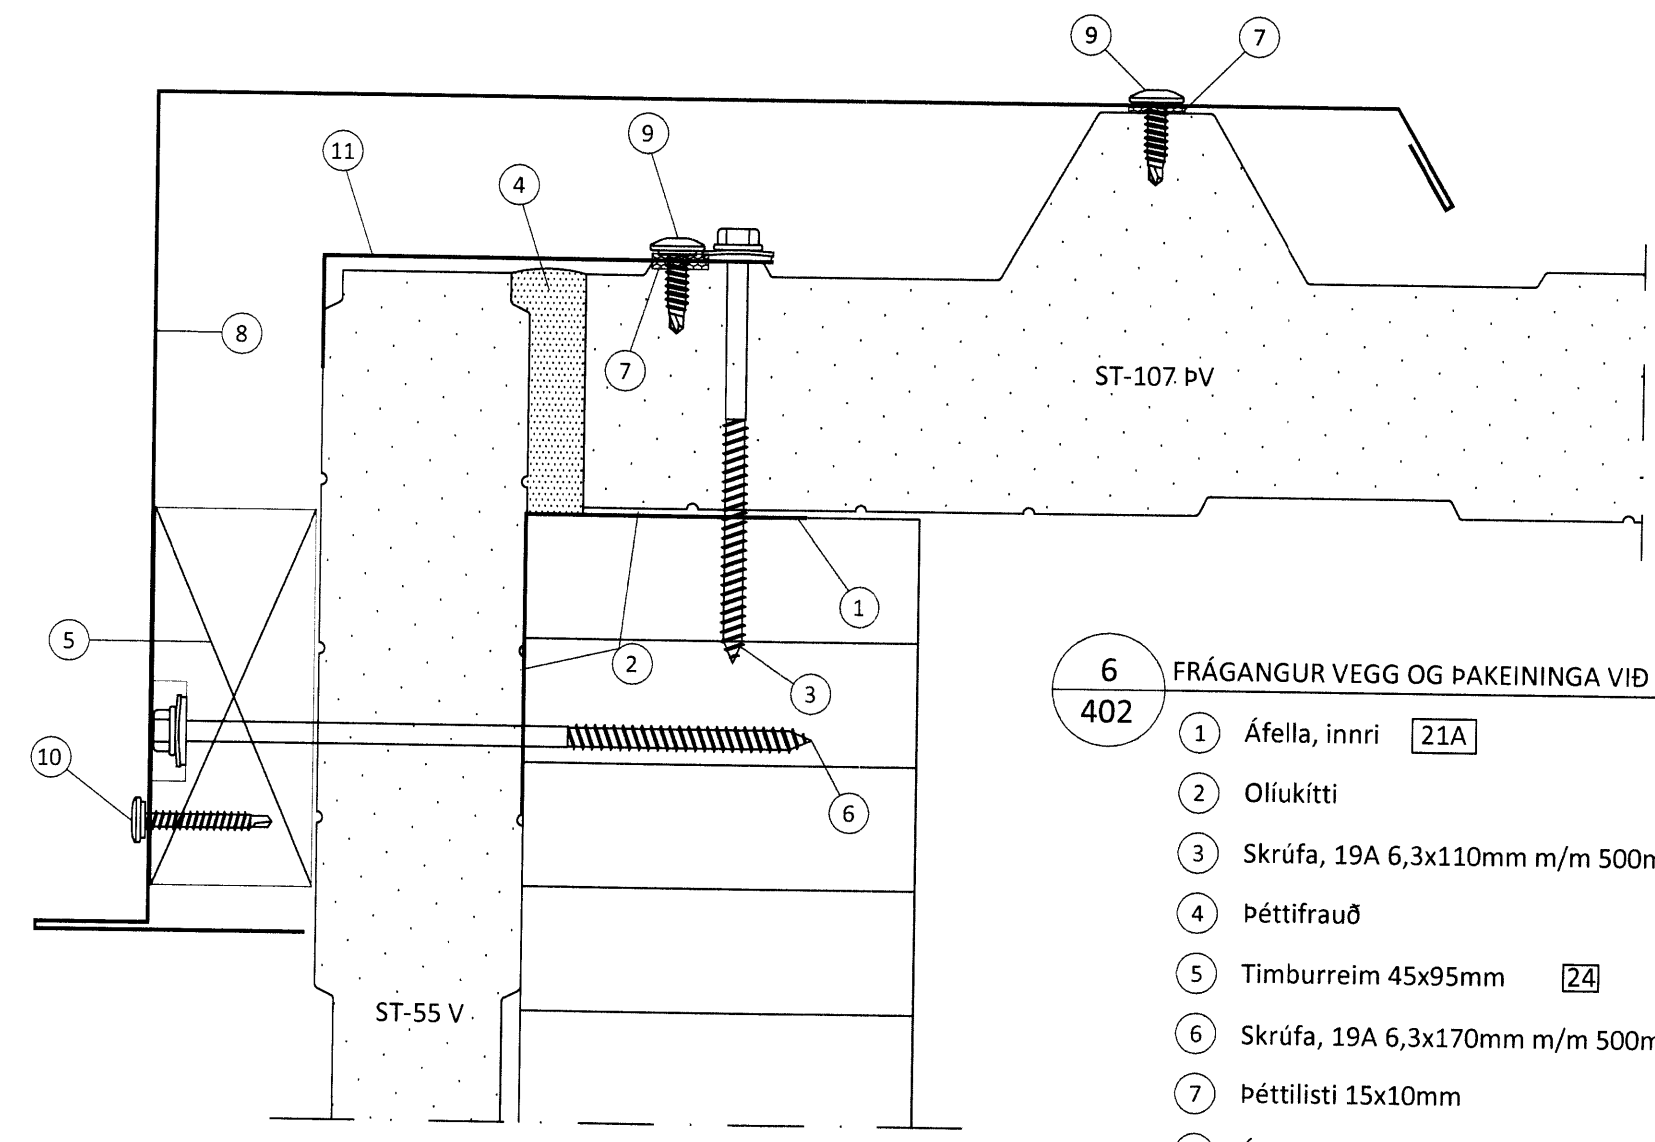 9 7
9
11
4
8
7
ST-107 ÞV
1
5
2
3
10
6
ST-55 V
6
402
FRÁGANGUR VEGG OG ÞAKEININGA VIÐ
1 Áfella, innri 21A
2 Olíukítti
3 Skrúfa, 19A 6,3x110mm m/m 500m
4 Þéttifrauð
5 Timburreim 45x95mm 24
6 Skrúfa, 19A 6,3x170mm m/m 500m
7 Þéttilisti 15x10mm